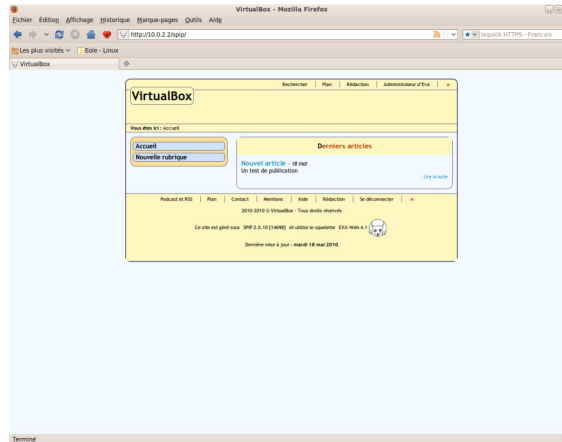 VirtualBox - Mozilla Firefox
Fichier Édition Affichage Historique Marque-pages Outils Aide
http://10.0.2.2/spip/ Ixquick HTTPS - Francais
Les plus visités Eole - Linux
VirtualBox
Rechercher | Plan | Rédaction | Administrateur d'Eva |
VirtualBox
Vous êtes ici : Accueil
Accueil
Nouvelle rubrique
Derniers articles
Nouvel article - 18 mai
Un test de publication
Lire la suite
Podcast et RSS | Plan | Contact | Mentions | Aide | Rédaction | Se déconnecter |
2010-2010 © VirtualBox - Tous droits réservés
Ce site est géré sous SPIP 2.0.10 [14698] et utilise le squelette EVA-Web 4.1
Dernière mise à jour : mardi 18 mai 2010
Terminé